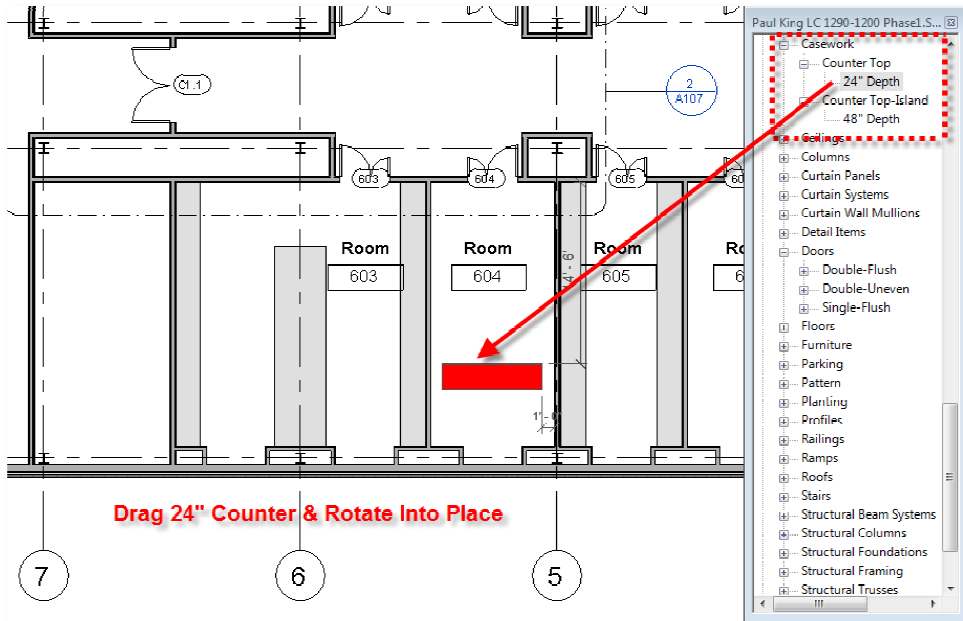 Paul King LC 1290-1200 Phase1.S...
Casework
Counter Top
24" Depth
Counter Top-Island
48" Depth
Ceilings
Columns
Curtain Panels
Curtain Systems
Curtain Wall Mullions
Detail Items
Doors
Double-Flush
Double-Uneven
Single-Flush
Floors
Furniture
Parking
Pattern
Planting
Profiles
Railings
Ramps
Roofs
Stairs
Structural Beam Systems
Structural Columns
Structural Foundations
Structural Framing
Structural Trusses
C1.1
2
A107
603
604
605
60
Room
603
Room
604
Room
605
Ro
6
14' - 6'
1' - 0
Drag 24" Counter & Rotate Into Place
7
6
5